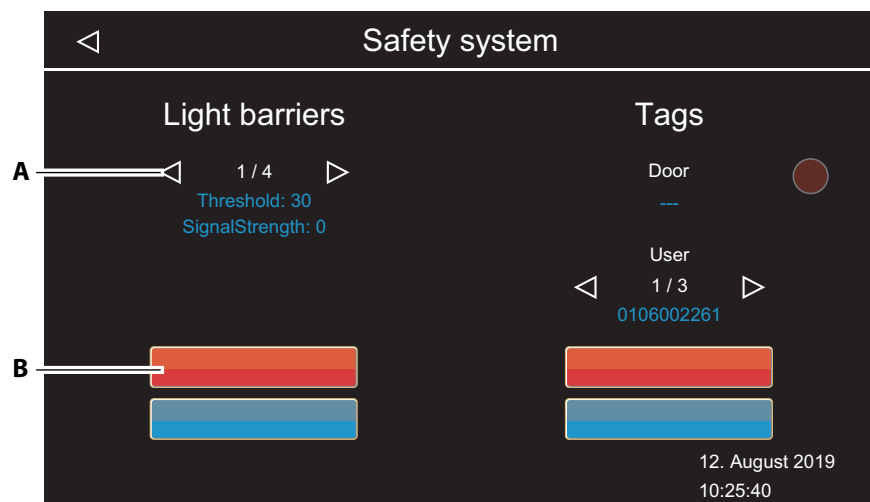 Safety system
Light barriers
A
1 / 4
Threshold: 30
SignalStrength: 0
Tags
Door
---
User
1 / 3
0106002261
B
12. August 2019
10:25:40